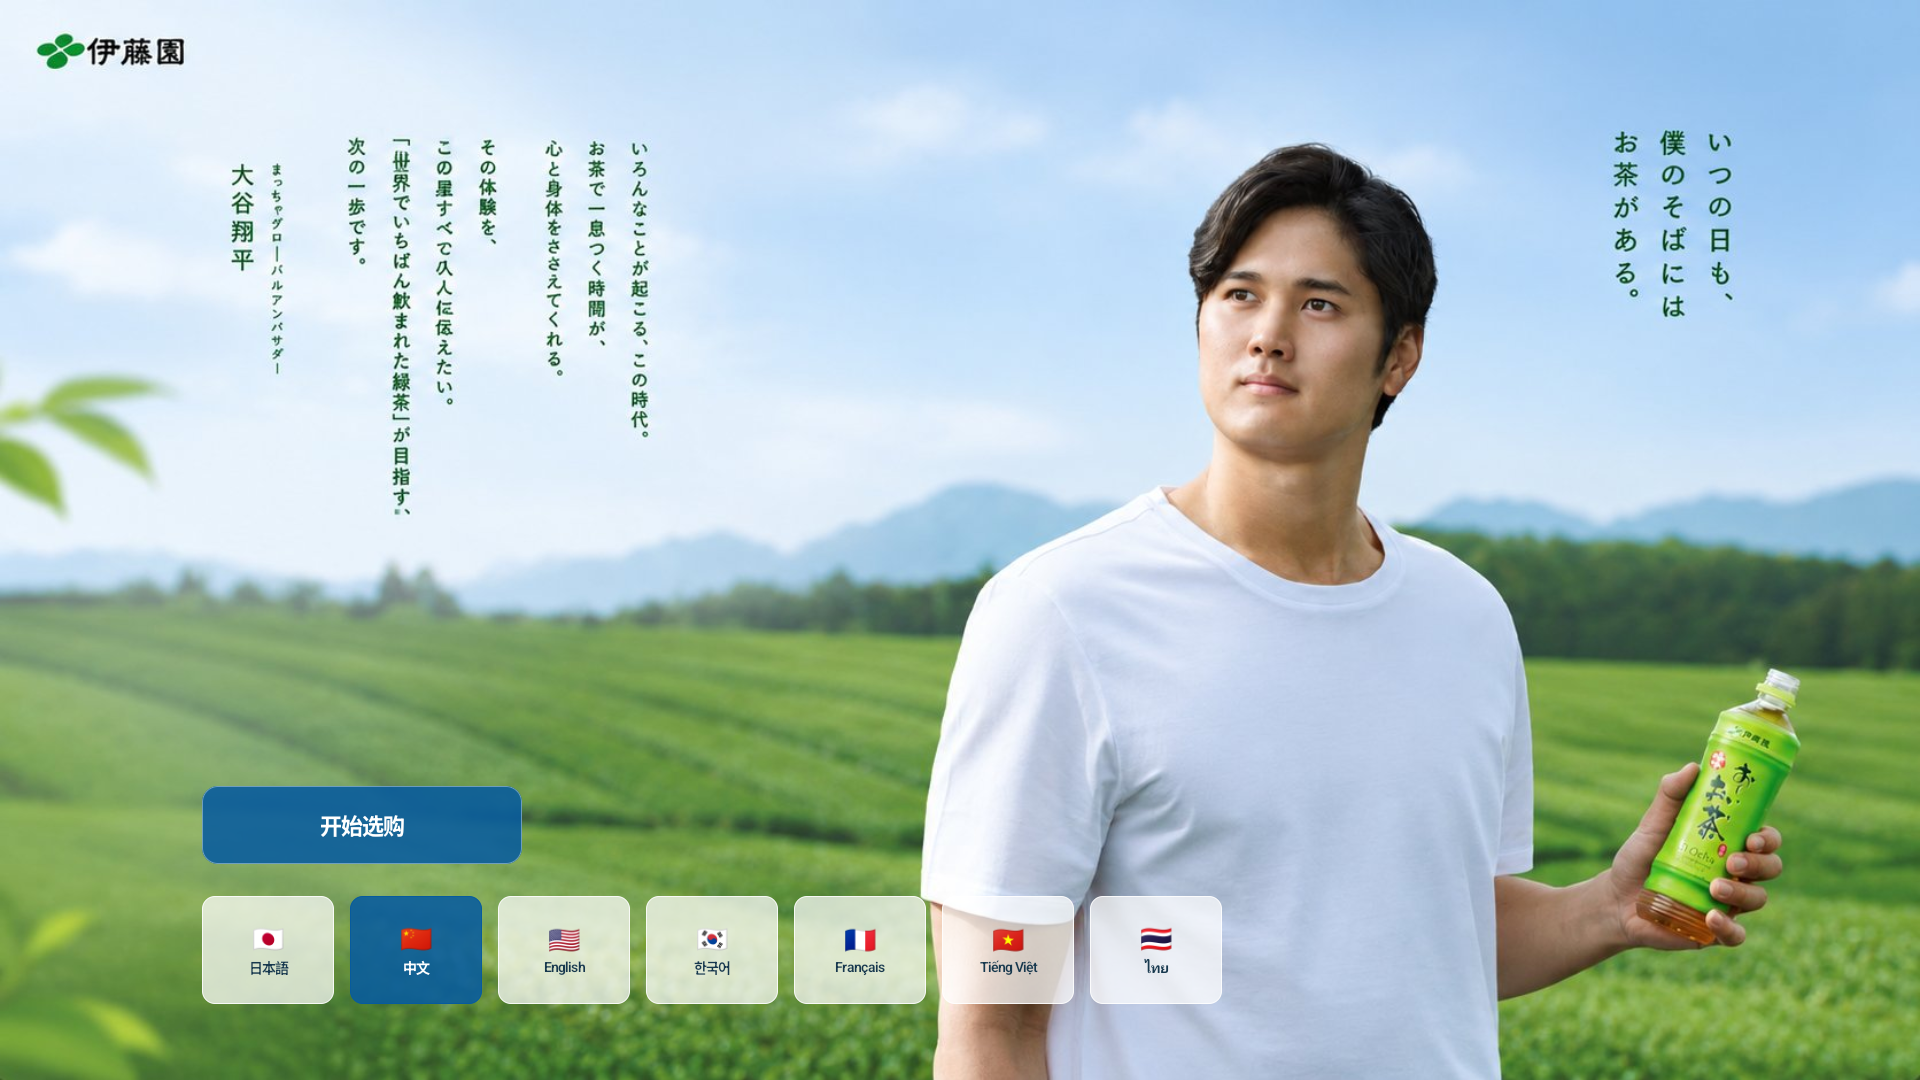 伊藤園
いつの日も、
僕のそばには
お茶がある。
いろんなことが起こる、この時代。
お茶で一息つく時間が、
心と身体をささえてくれる。
その体験を、
この星すべての人に伝えたい。
「世界でいちばん飲まれた緑茶」が目指す、
次の一歩です。
まっちゃグローバルアンバサダー
大谷翔平
お〜い
お茶
开始选购
日本語
中文
English
한국어
Français
Tiếng Việt
ไทย